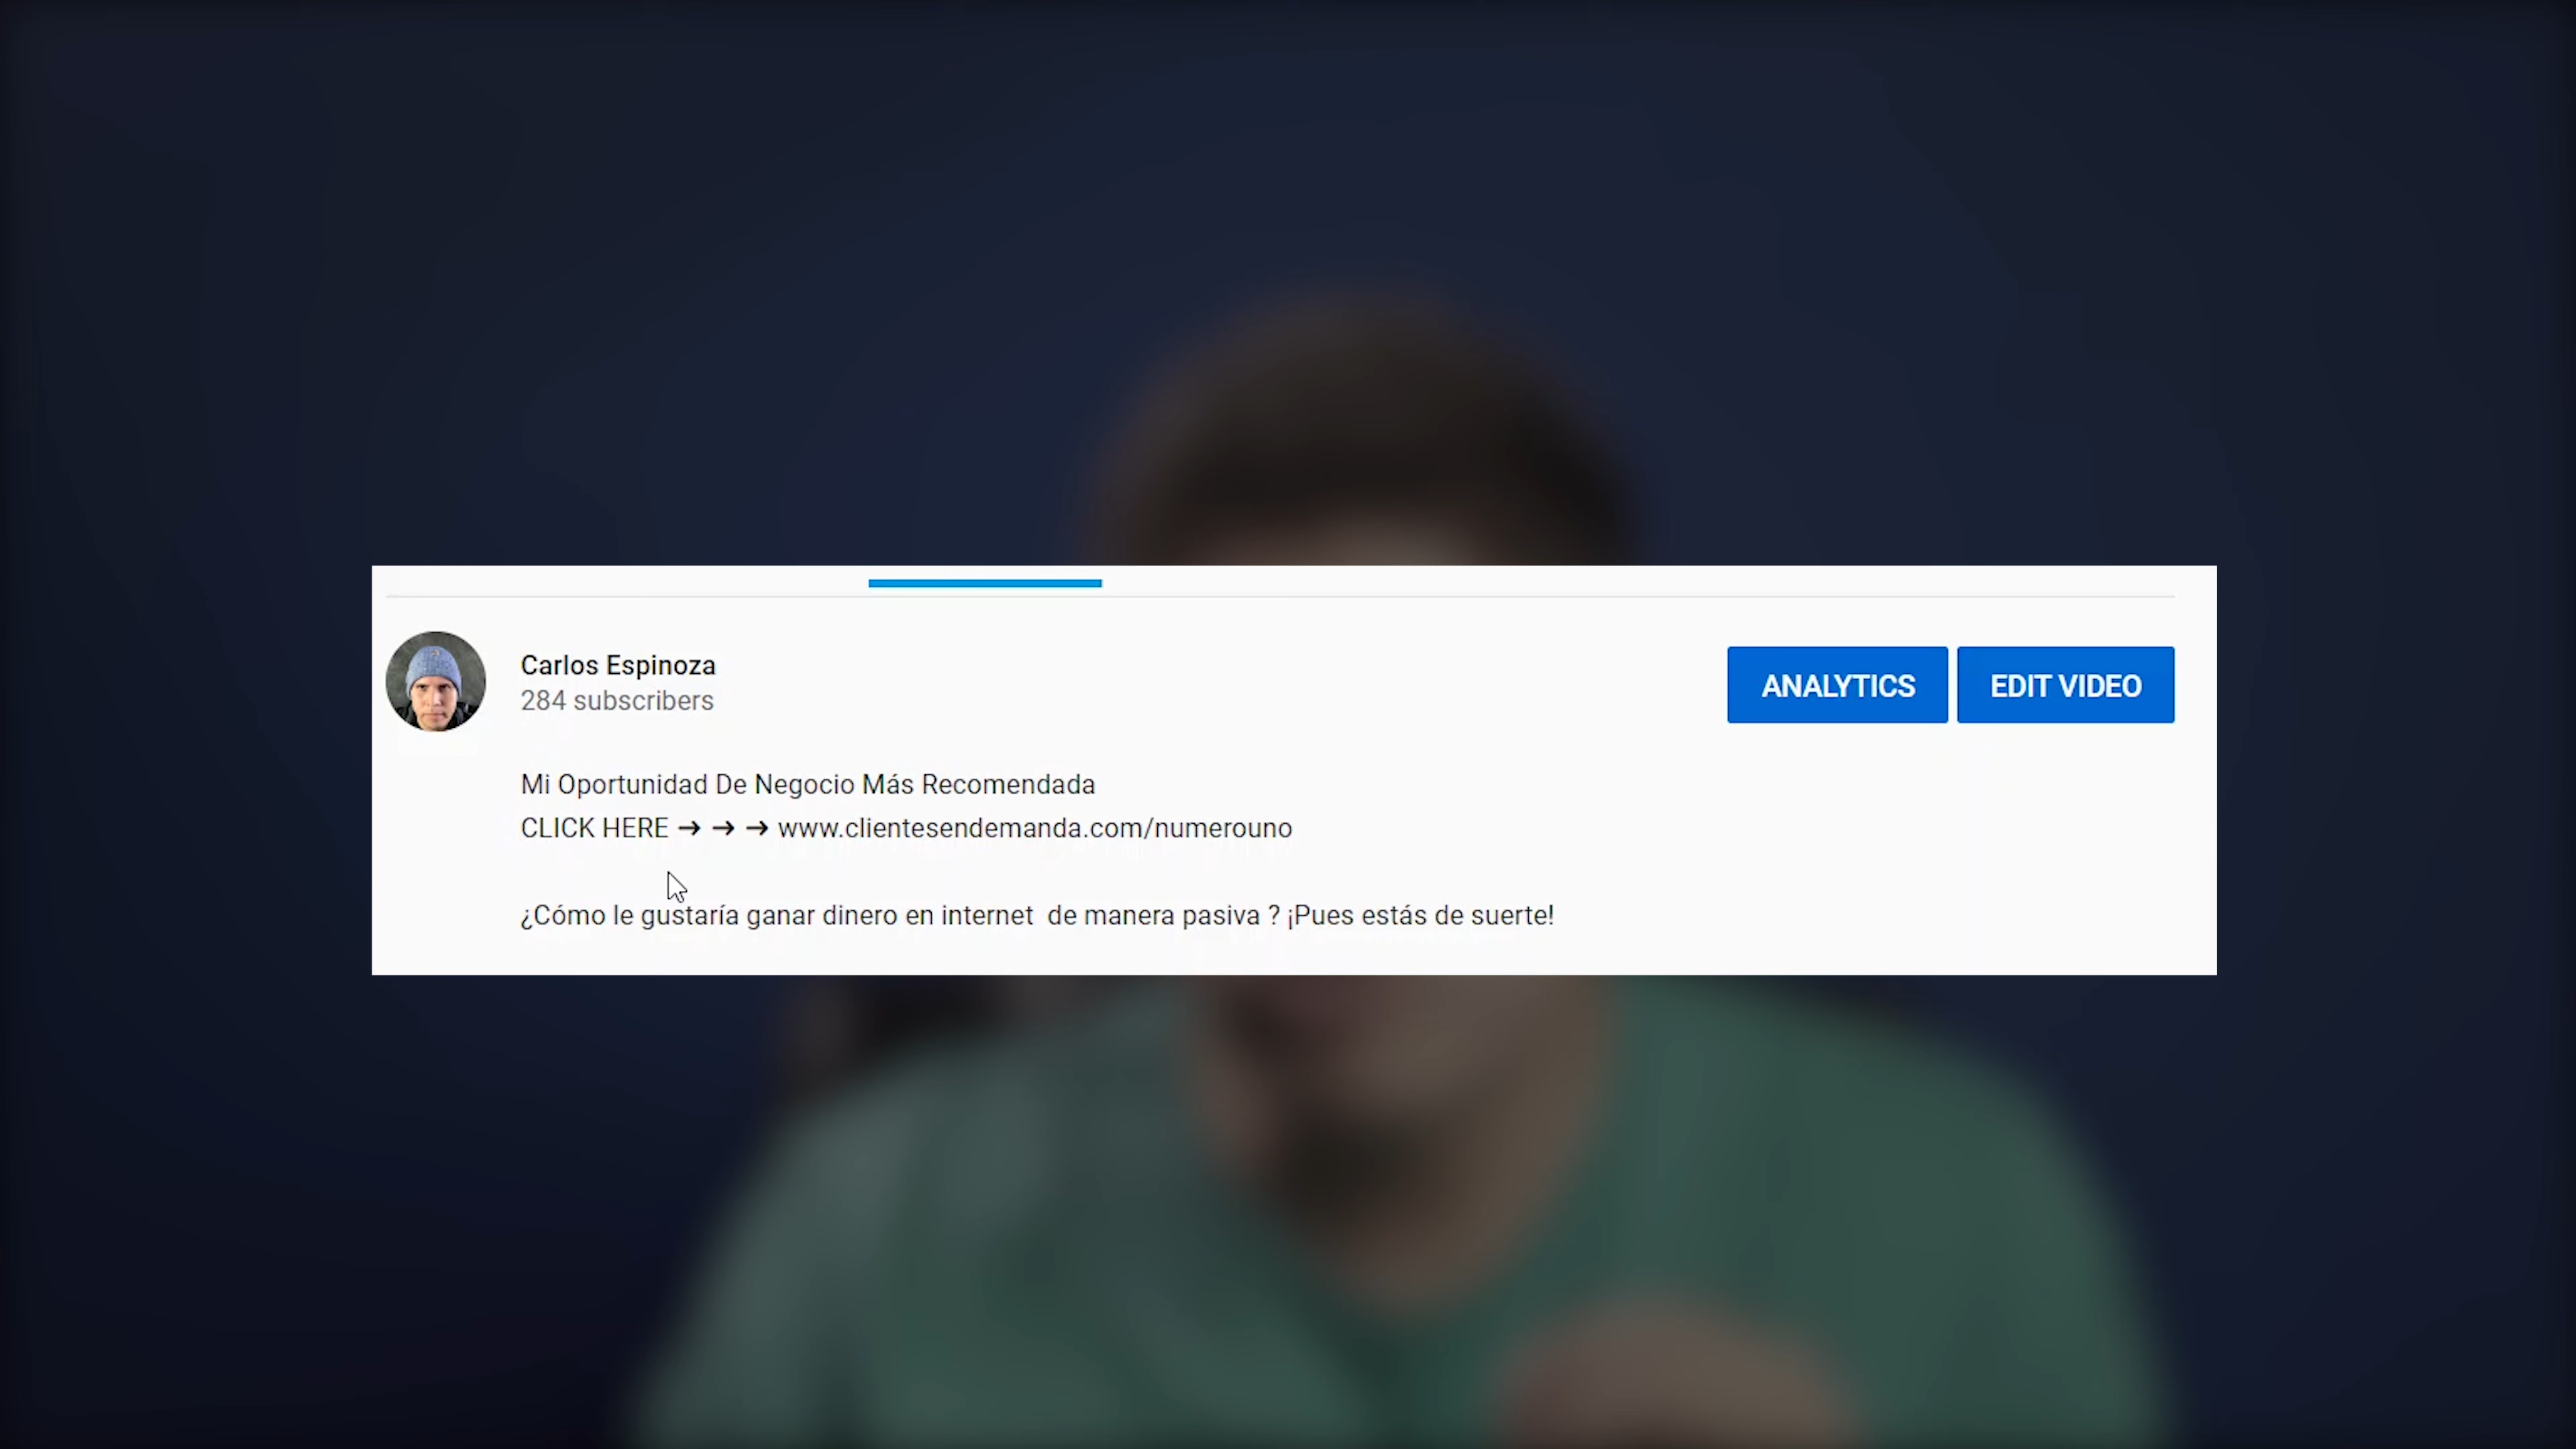 Carlos Espinoza
284 subscribers
ANALYTICS
EDIT VIDEO
Mi Oportunidad De Negocio Más Recomendada
CLICK HERE → → → www.clientesendemanda.com/numerouno
¿Cómo le gustaría ganar dinero en internet  de manera pasiva ? ¡Pues estás de suerte!